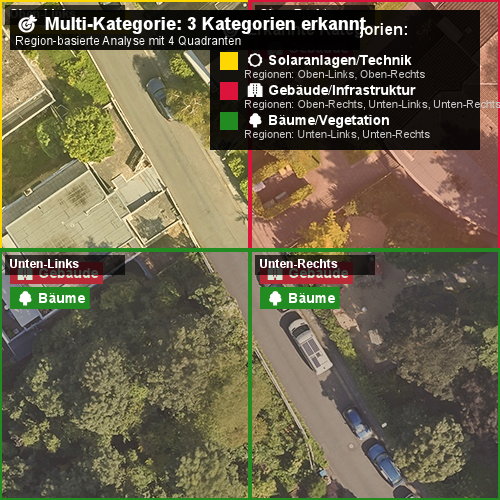 Multi-Kategorie: 3 Kategorien erkannt
Region-basierte Analyse mit 4 Quadranten
Kategorien:
Solaranlagen/Technik
Regionen: Oben-Links, Oben-Rechts
Gebäude/Infrastruktur
Regionen: Oben-Rechts, Unten-Links, Unten-Rechts
Bäume/Vegetation
Regionen: Unten-Links, Unten-Rechts
Unten-Links
Gebäude
Bäume
Unten-Rechts
Gebäude
Bäume